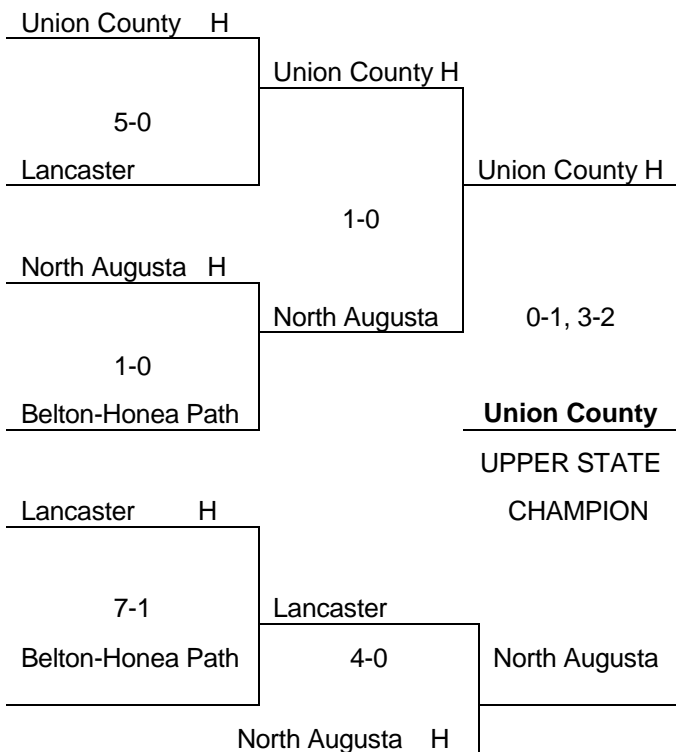 Union County H
Union County H
5-0
Lancaster
Union County H
1-0
North Augusta H
North Augusta
0-1, 3-2
1-0
Belton-Honea Path
Union County
UPPER STATE
Lancaster H
CHAMPION
7-1
Lancaster
Belton-Honea Path
4-0
North Augusta
North Augusta H